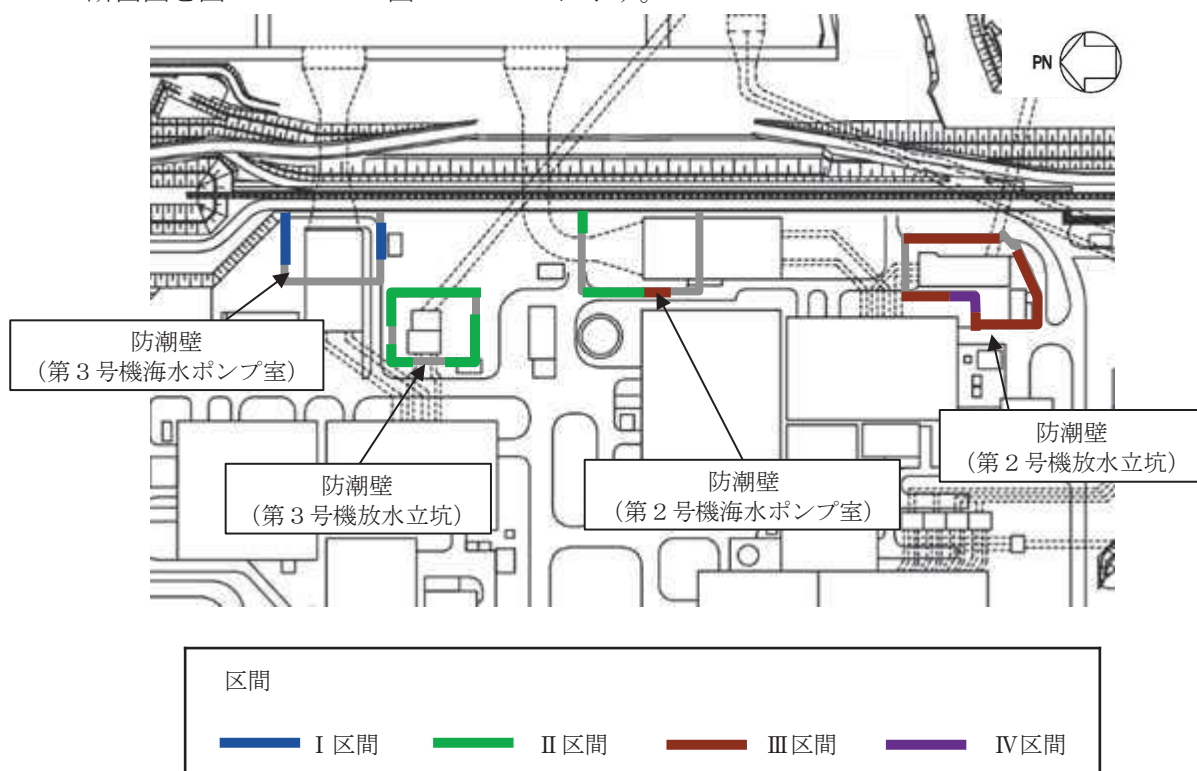 PN
防潮壁
（第３号機海水ポンプ室）
防潮壁
（第３号機放水立坑）
防潮壁
（第２号機海水ポンプ室）
防潮壁
（第２号機放水立坑）
区間
Ⅰ区間
Ⅱ区間
Ⅲ区間
Ⅳ区間